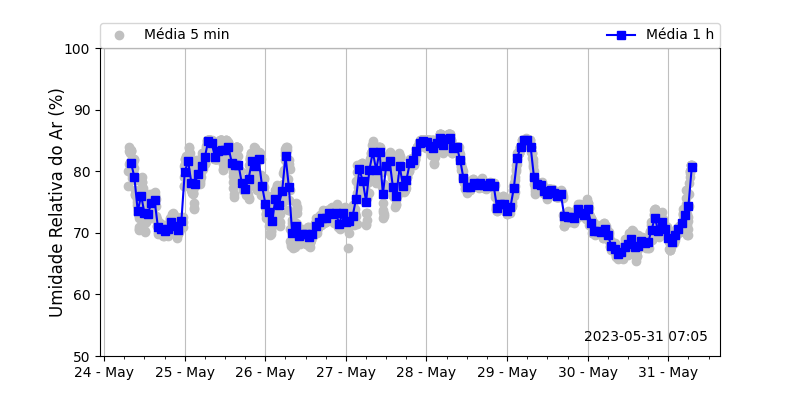 Média 5 min
Média 1 h
100
90
80
70
60
50
Umidade Relativa do Ar (%)
2023-05-31 07:05
24 - May
25 - May
26 - May
27 - May
28 - May
29 - May
30 - May
31 - May